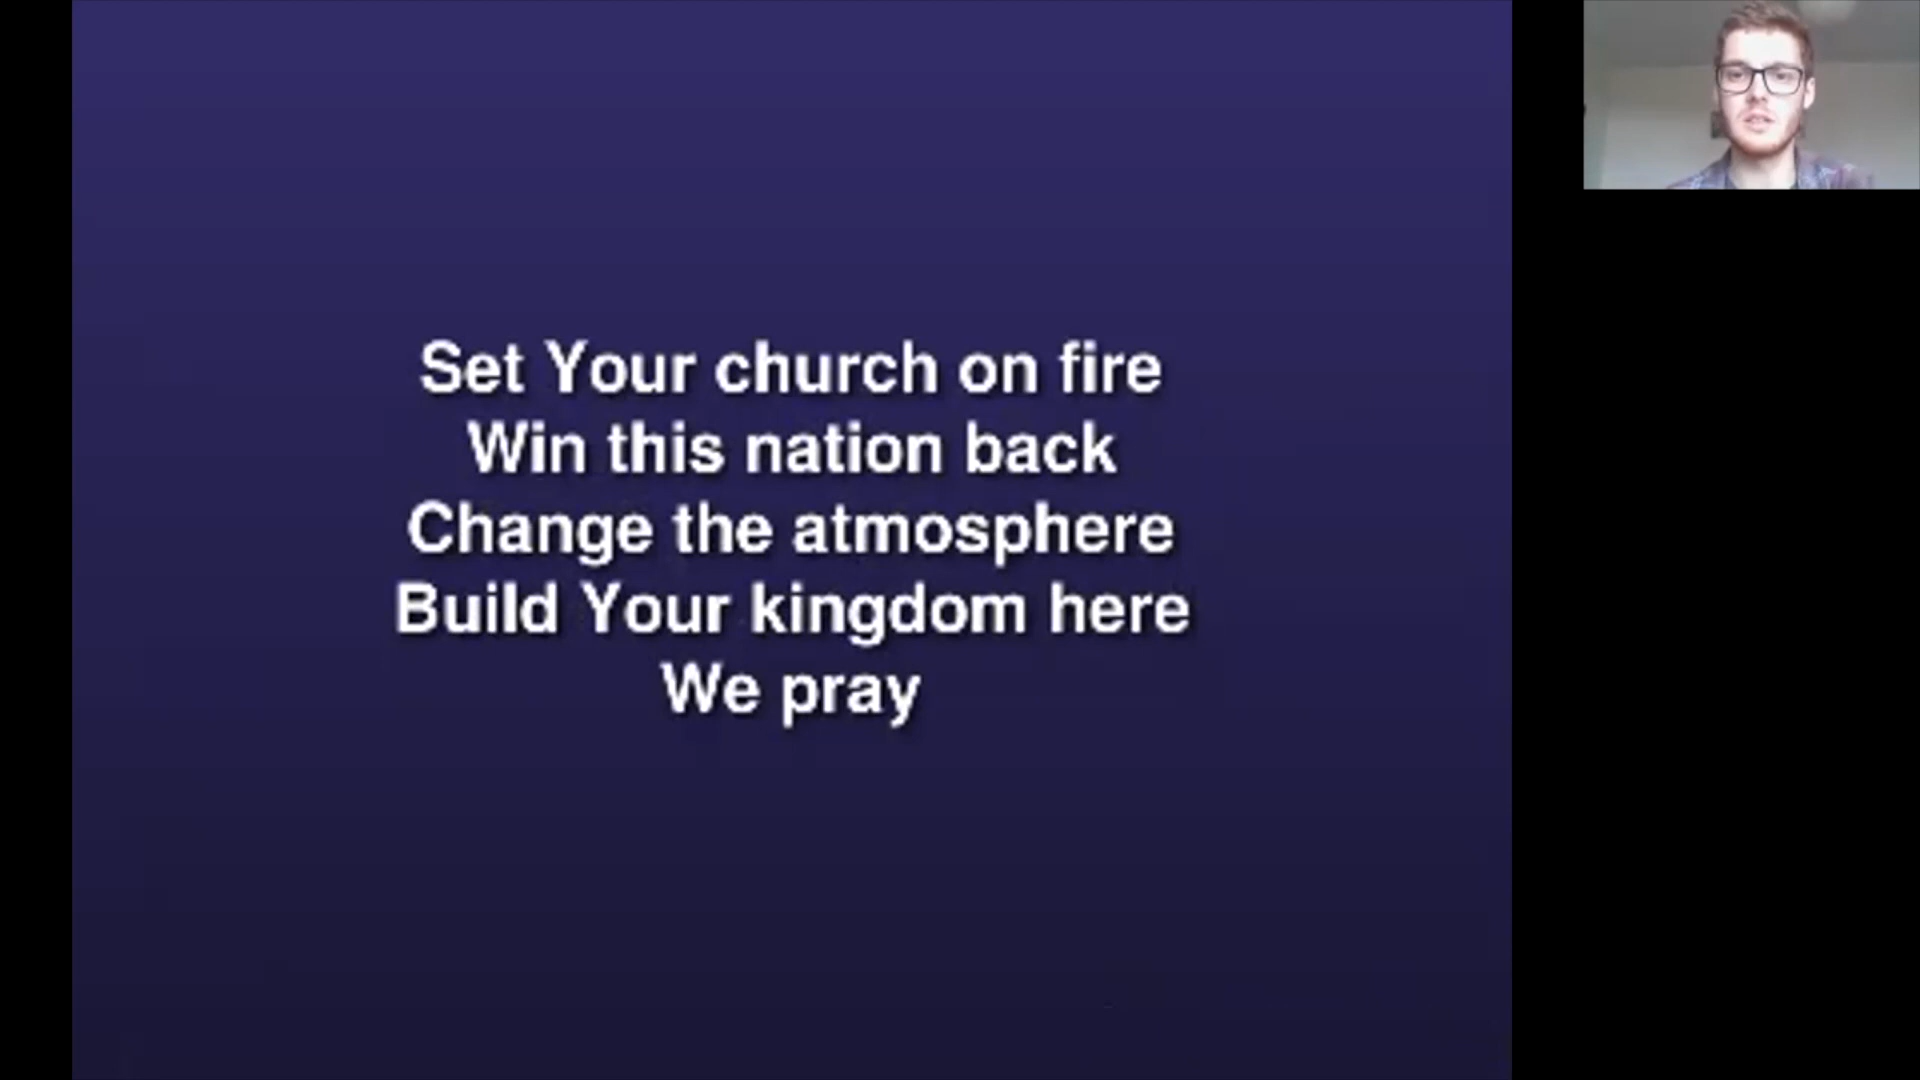 Set Your church on fire
Win this nation back
Change the atmosphere
Build Your kingdom here
We pray